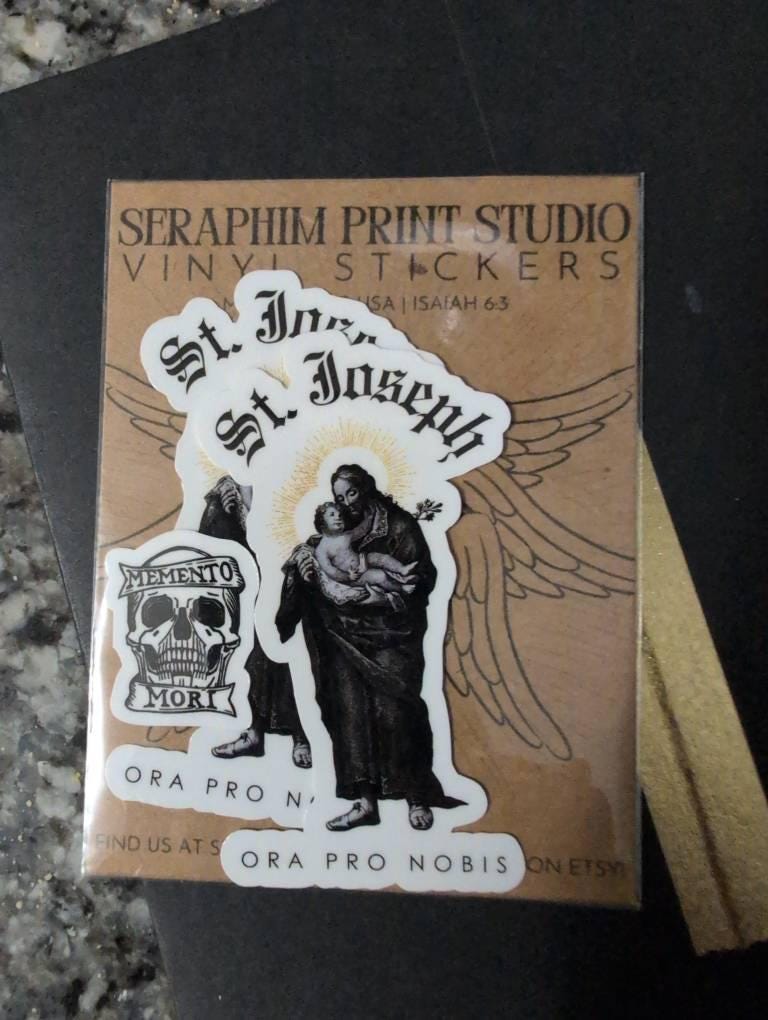 SERAPHIM PRINT STUDIO
VINYL STICKERS
USA | ISAIAH 6:3
St.
St. Joseph
MEMENTO
MORI
ORA PRO
FIND US AT
ORA PRO NOBIS
ON ETSY!